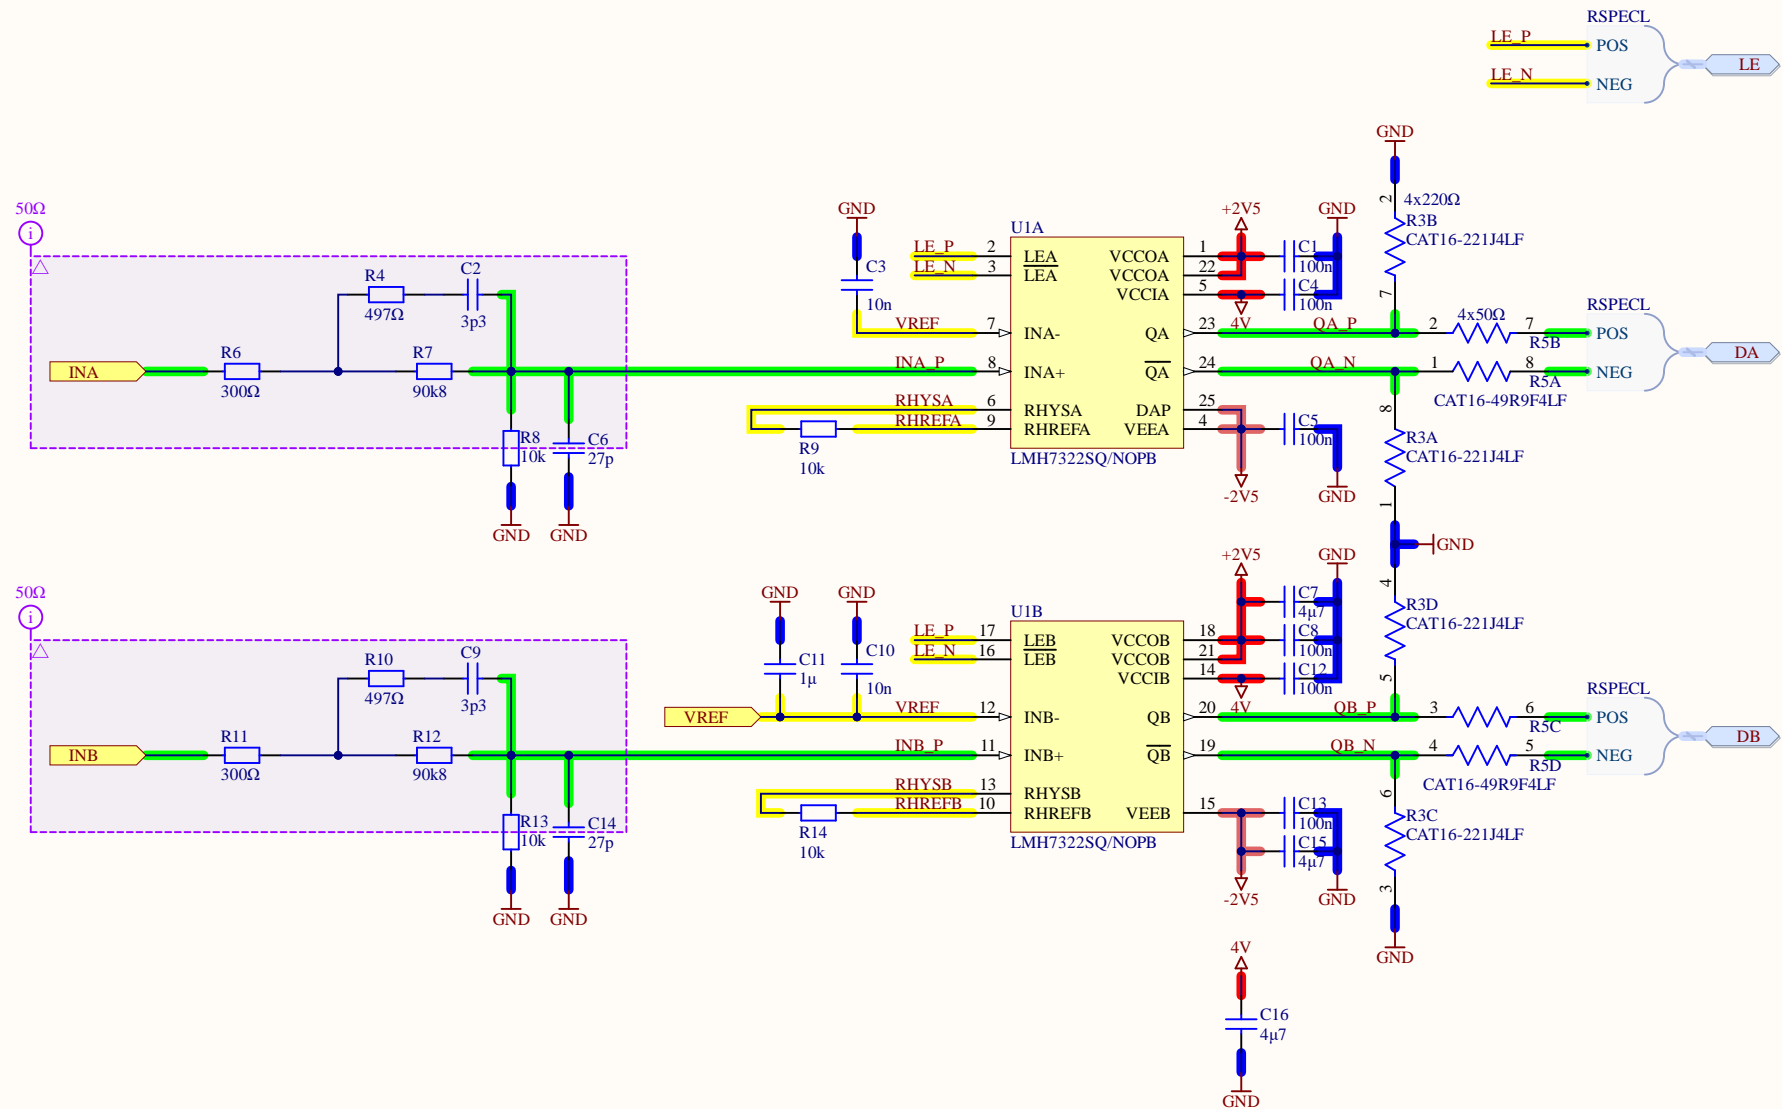 RSPECL
LE_P
POS
LE
LE_N
NEG
GND
4x220Ω
2
R3B
CAT16-221J4LF
7
50Ω
i
GND
+2V5
GND
U1A
LE_P 2 LEA VCCOA 1 C1 100n
LE_N 3 LEA VCCOA 22
VCCIA 5 C4 100n
4V
C3
10n
R4
497Ω
C2
3p3
VREF 7 INA- QA 23 QA_P 2 4x50Ω 7 R5B
RSPECL
POS
DA
INA
R6
300Ω
R7
90k8
INA_P 8 INA+ QA 24 QA_N 1 8 R5A
NEG
CAT16-49R9F4LF
RHYSA 6 RHYSA DAP 25
RHREFA 9 RHREFA VEEA 4 C5 100n
R8
10k
C6
27p
R9
10k
LMH7322SQ/NOPB
-2V5
GND
8
R3A
CAT16-221J4LF
1
GND
GND
GND
50Ω
i
GND
GND
+2V5
GND
4
R3D
CAT16-221J4LF
5
U1B
C7
4µ7
LE_P 17 LEB VCCOB 18 C8 100n
LE_N 16 LEB VCCOB 21
VCCIB 14 C12 100n
4V
C11
1µ
C10
10n
R10
497Ω
C9
3p3
VREF
VREF 12 INB- QB 20 QB_P 3 6 R5C
RSPECL
POS
DB
INB
R11
300Ω
R12
90k8
INB_P 11 INB+ QB 19 QB_N 4 5 R5D
NEG
CAT16-49R9F4LF
RHYSB 13 RHYSB
RHREFB 10 RHREFB VEEB 15 C13 100n
R13
10k
C14
27p
R14
10k
LMH7322SQ/NOPB
C15
4µ7
-2V5
GND
6
R3C
CAT16-221J4LF
3
GND
GND
GND
4V
C16
4µ7
GND